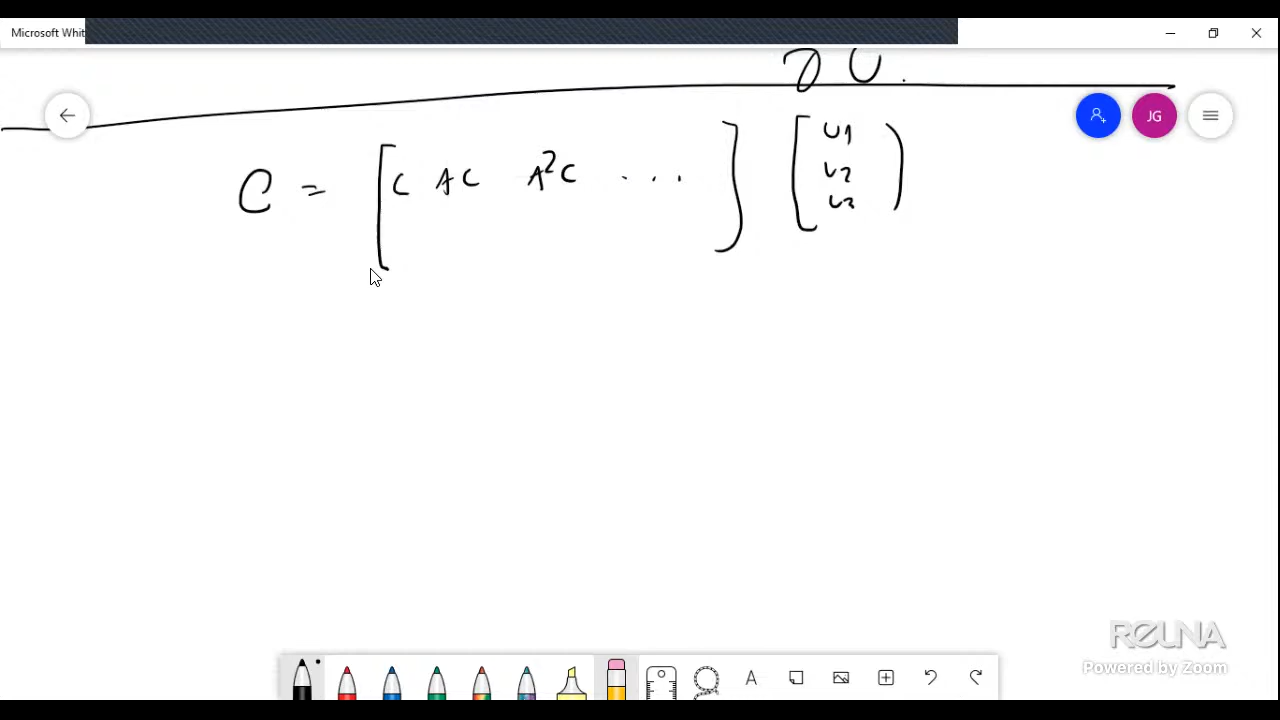 Microsoft Whit
JG
C = [ C AC A²C ... ] [ U1
U2
U3 ]
A
RELNA
Powered by Zoom